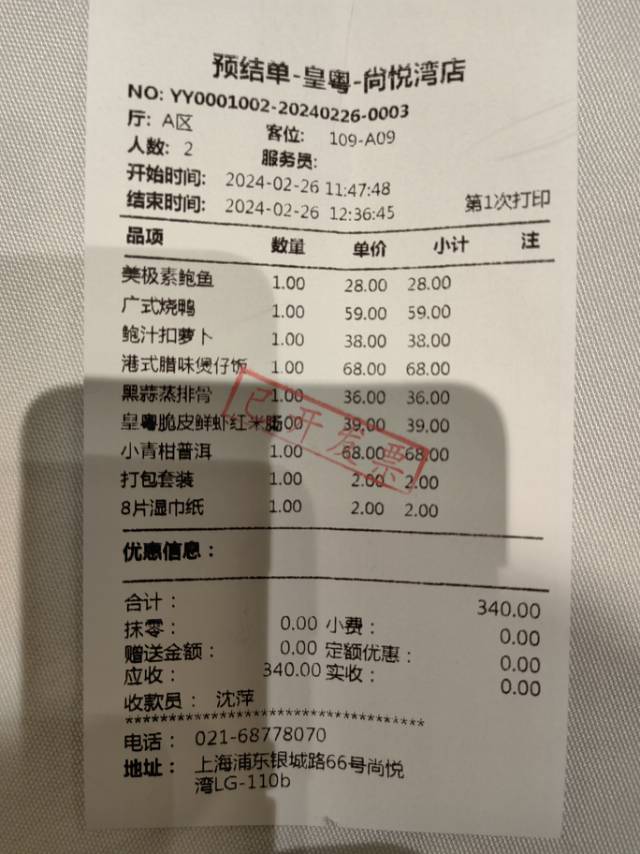 预结单-皇粤-尚悦湾店
NO: YY0001002-20240226-0003
厅: A区 客位: 109-A09
人数: 2 服务员:
开始时间: 2024-02-26 11:47:48
结束时间: 2024-02-26 12:36:45 第1次打印
品项 数量 单价 小计 注
美极素鲍鱼 1.00 28.00 28.00
广式烧鸭 1.00 59.00 59.00
鲍汁扣萝卜 1.00 38.00 38.00
港式腊味煲仔饭 1.00 68.00 68.00
黑蒜蒸排骨 1.00 36.00 36.00
皇粤脆皮鲜虾红米肠 .00 39.00 39.00
小青柑普洱 1.00 68.00 68.00
打包套装 1.00 2.00 2.00
8片湿巾纸 1.00 2.00 2.00
已开发票
优惠信息：
合计： 340.00
抹零： 0.00 小费： 0.00
赠送金额： 0.00 定额优惠： 0.00
应收： 340.00 实收： 0.00
收款员： 沈萍
************************************
电话： 021-68778070
地址： 上海浦东银城路66号尚悦
湾LG-110b